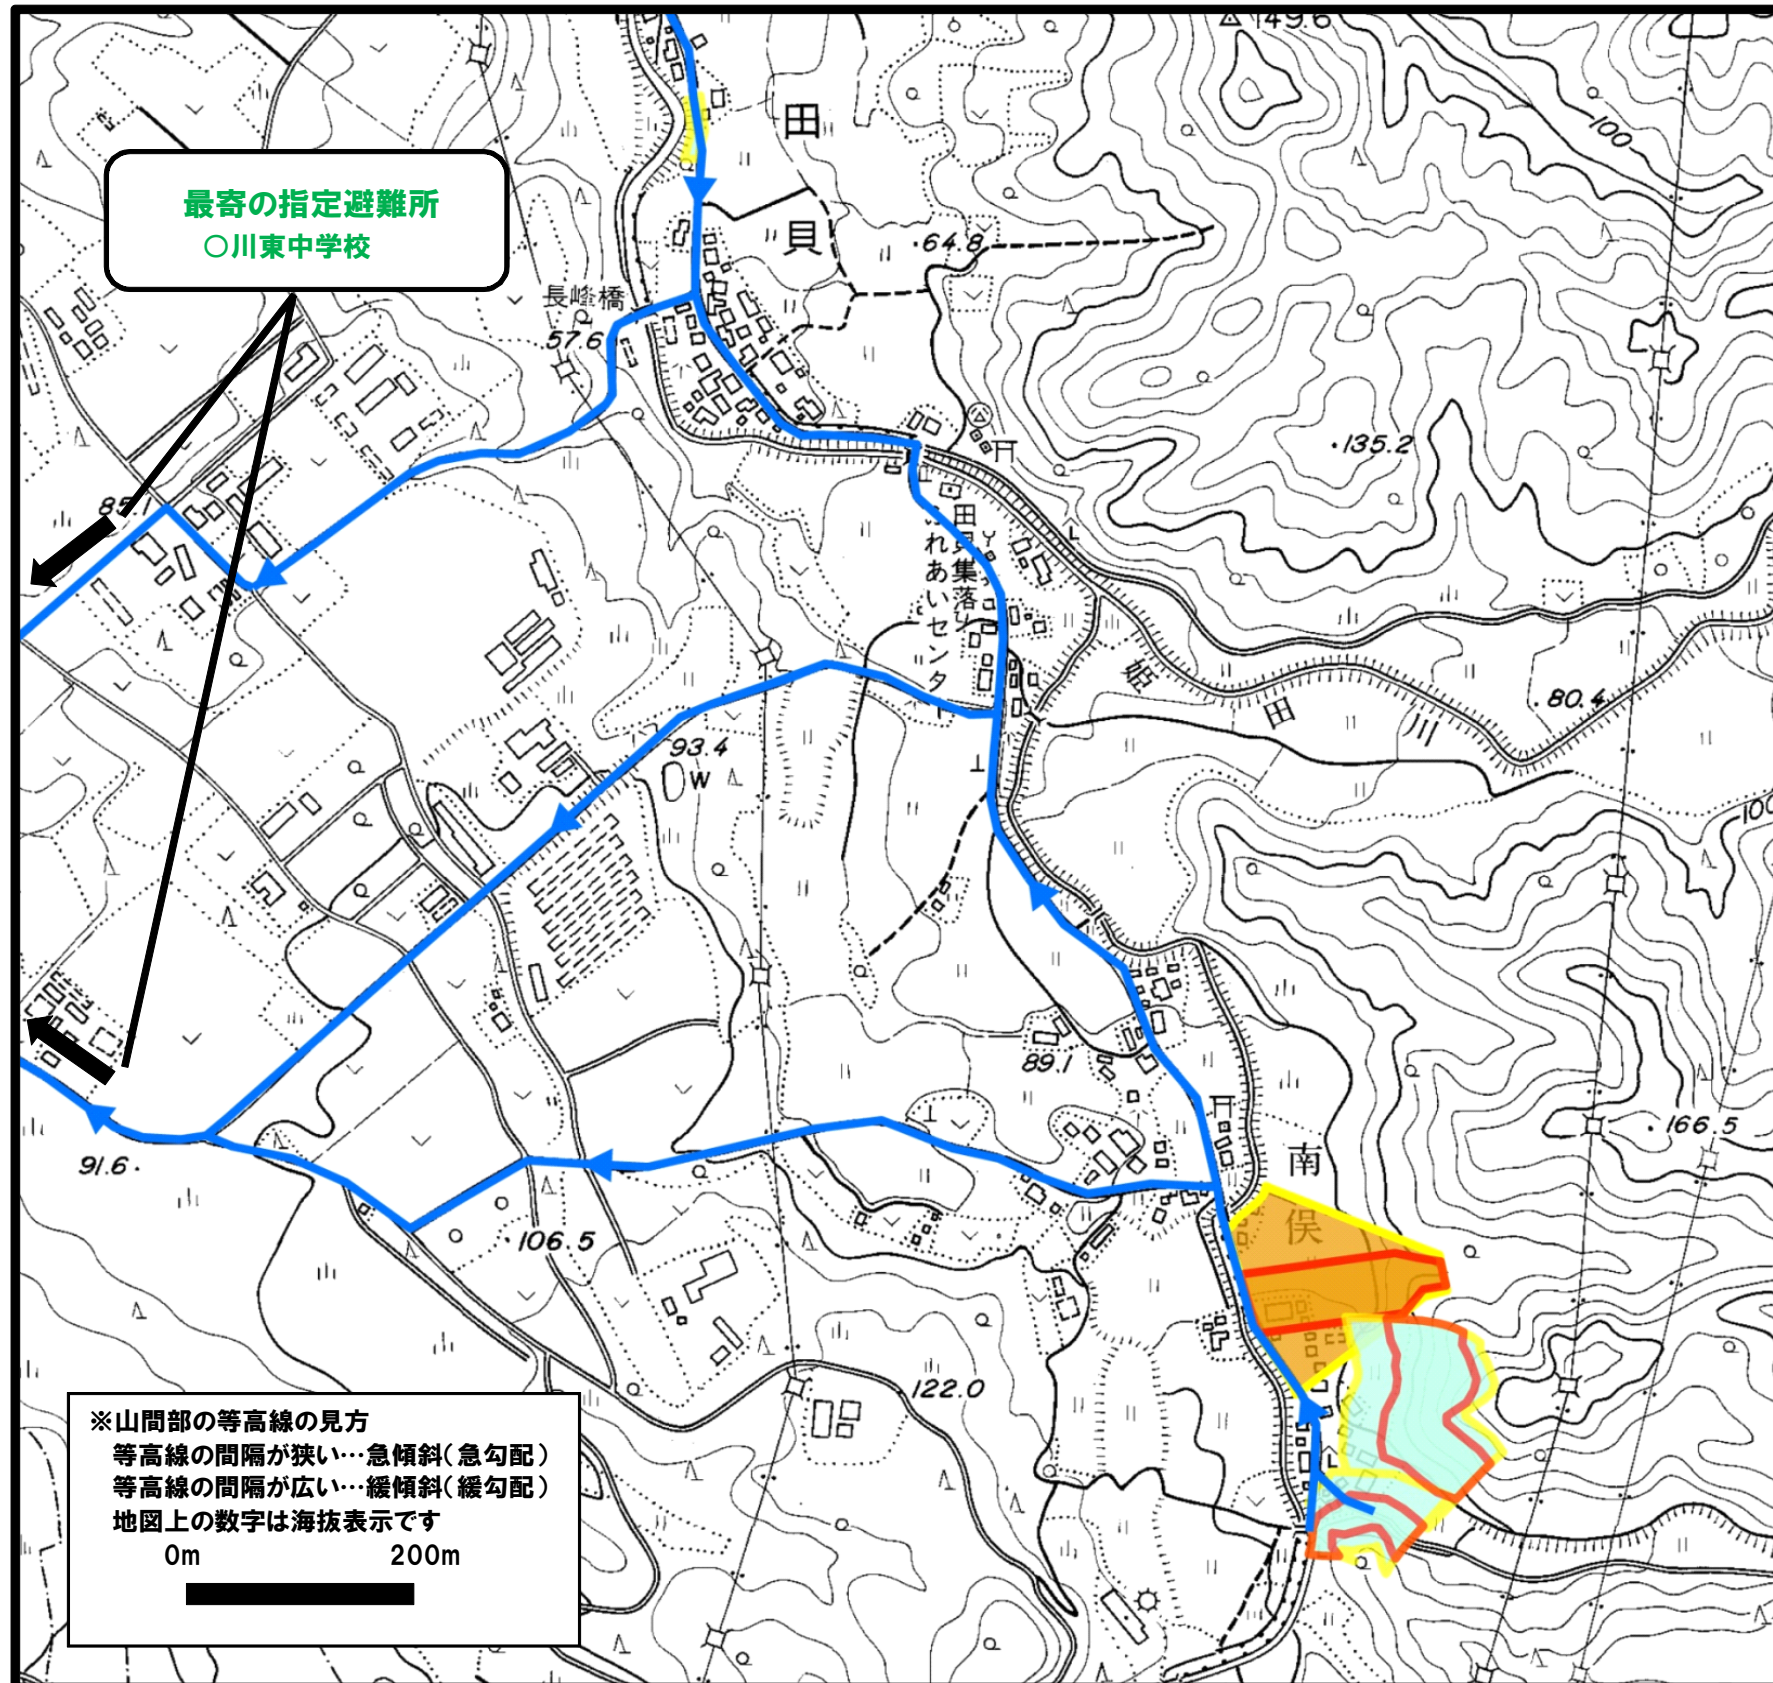 149.6
100
田
貝
64.8
最寄の指定避難所
○川東中学校
長峰橋
57.6
135.2
85.1
田貝集落
ふれあいセンター
姫
田
川
80.4
93.4
W
100
89.1
166.5
南
俣
91.6
106.5
122.0
※山間部の等高線の見方
等高線の間隔が狭い…急傾斜(急勾配)
等高線の間隔が広い…緩傾斜(緩勾配)
地図上の数字は海抜表示です
0m 200m